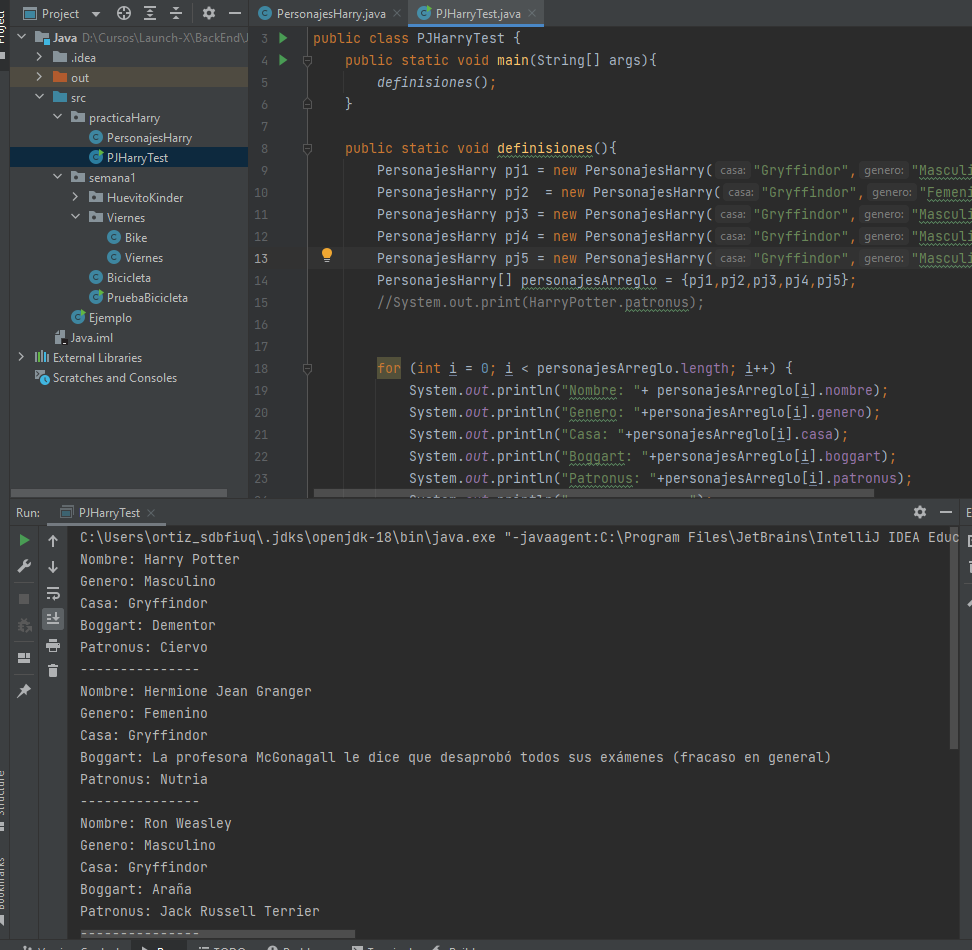 Project
PersonajesHarry.java
PJHarryTest.java
Java D:\Cursos\Launch-X\BackEnd\J
.idea
out
src
practicaHarry
PersonajesHarry
PJHarryTest
semana1
HuevitoKinder
Viernes
Bike
Viernes
Bicicleta
PruebaBicicleta
Ejemplo
Java.iml
External Libraries
Scratches and Consoles
3 public class PJHarryTest {
4 public static void main(String[] args){
5 definisiones();
6 }
7
8 public static void definisiones(){
9 PersonajesHarry pj1 = new PersonajesHarry( casa: "Gryffindor", genero: "Masculi
10 PersonajesHarry pj2  = new PersonajesHarry( casa: "Gryffindor", genero: "Femeni
11 PersonajesHarry pj3 = new PersonajesHarry( casa: "Gryffindor", genero: "Masculi
12 PersonajesHarry pj4 = new PersonajesHarry( casa: "Gryffindor", genero: "Masculi
13 PersonajesHarry pj5 = new PersonajesHarry( casa: "Gryffindor", genero: "Masculi
14 PersonajesHarry[] personajesArreglo = {pj1,pj2,pj3,pj4,pj5};
15 //System.out.print(HarryPotter.patronus);
16
17
18 for (int i = 0; i < personajesArreglo.length; i++) {
19 System.out.println("Nombre: "+ personajesArreglo[i].nombre);
20 System.out.println("Genero: "+personajesArreglo[i].genero);
21 System.out.println("Casa: "+personajesArreglo[i].casa);
22 System.out.println("Boggart: "+personajesArreglo[i].boggart);
23 System.out.println("Patronus: "+personajesArreglo[i].patronus);
Run: PJHarryTest
C:\Users\ortiz_sdbfiuq\.jdks\openjdk-18\bin\java.exe "-javaagent:C:\Program Files\JetBrains\IntelliJ IDEA Educ
Nombre: Harry Potter
Genero: Masculino
Casa: Gryffindor
Boggart: Dementor
Patronus: Ciervo
---------------
Nombre: Hermione Jean Granger
Genero: Femenino
Casa: Gryffindor
Boggart: La profesora McGonagall le dice que desaprobó todos sus exámenes (fracaso en general)
Patronus: Nutria
---------------
Nombre: Ron Weasley
Genero: Masculino
Casa: Gryffindor
Boggart: Araña
Patronus: Jack Russell Terrier
---------------